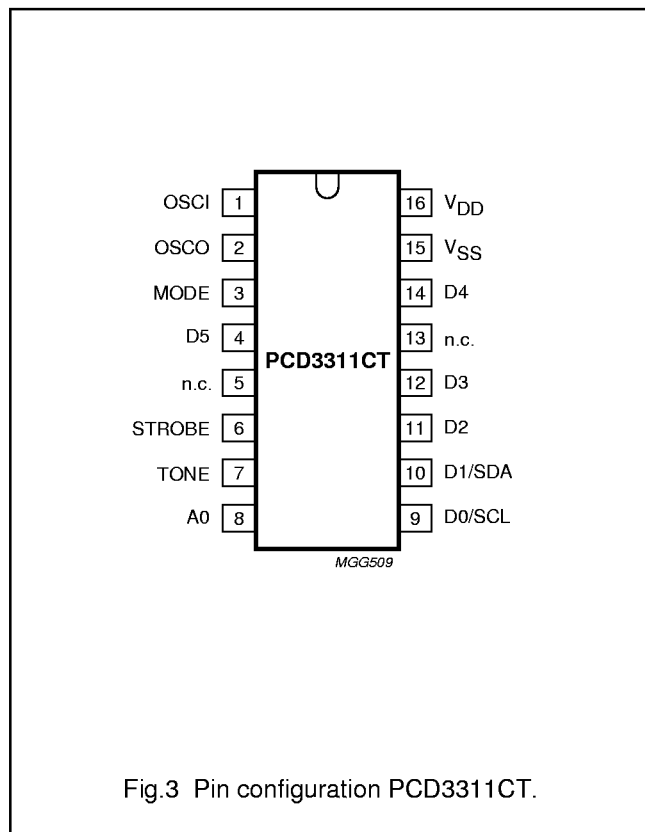 OSCI 1 16 VDD
OSCO 2 15 VSS
MODE 3 14 D4
D5 4 13 n.c.
PCD3311CT
n.c. 5 12 D3
STROBE 6 11 D2
TONE 7 10 D1/SDA
A0 8 9 D0/SCL
MGG509
Fig.3 Pin configuration PCD3311CT.